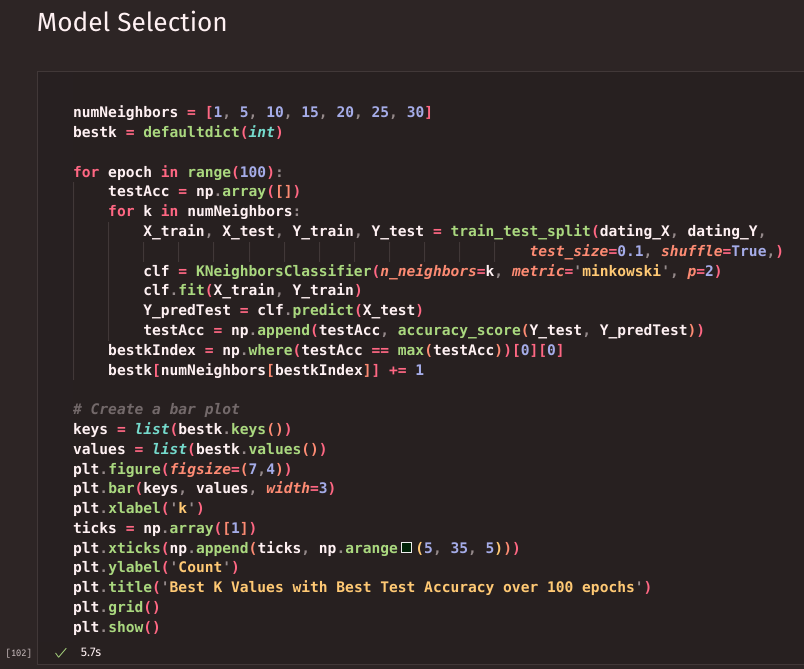 Model Selection
numNeighbors = [1, 5, 10, 15, 20, 25, 30]
bestk = defaultdict(int)
for epoch in range(100):
testAcc = np.array([])
for k in numNeighbors:
X_train, X_test, Y_train, Y_test = train_test_split(dating_X, dating_Y,
test_size=0.1, shuffle=True,)
clf = KNeighborsClassifier(n_neighbors=k, metric='minkowski', p=2)
clf.fit(X_train, Y_train)
Y_predTest = clf.predict(X_test)
testAcc = np.append(testAcc, accuracy_score(Y_test, Y_predTest))
bestkIndex = np.where(testAcc == max(testAcc))[0][0]
bestk[numNeighbors[bestkIndex]] += 1
# Create a bar plot
keys = list(bestk.keys())
values = list(bestk.values())
plt.figure(figsize=(7,4))
plt.bar(keys, values, width=3)
plt.xlabel('k')
ticks = np.array([1])
plt.xticks(np.append(ticks, np.arange(5, 35, 5)))
plt.ylabel('Count')
plt.title('Best K Values with Best Test Accuracy over 100 epochs')
plt.grid()
plt.show()
[102] ✓ 5.7s